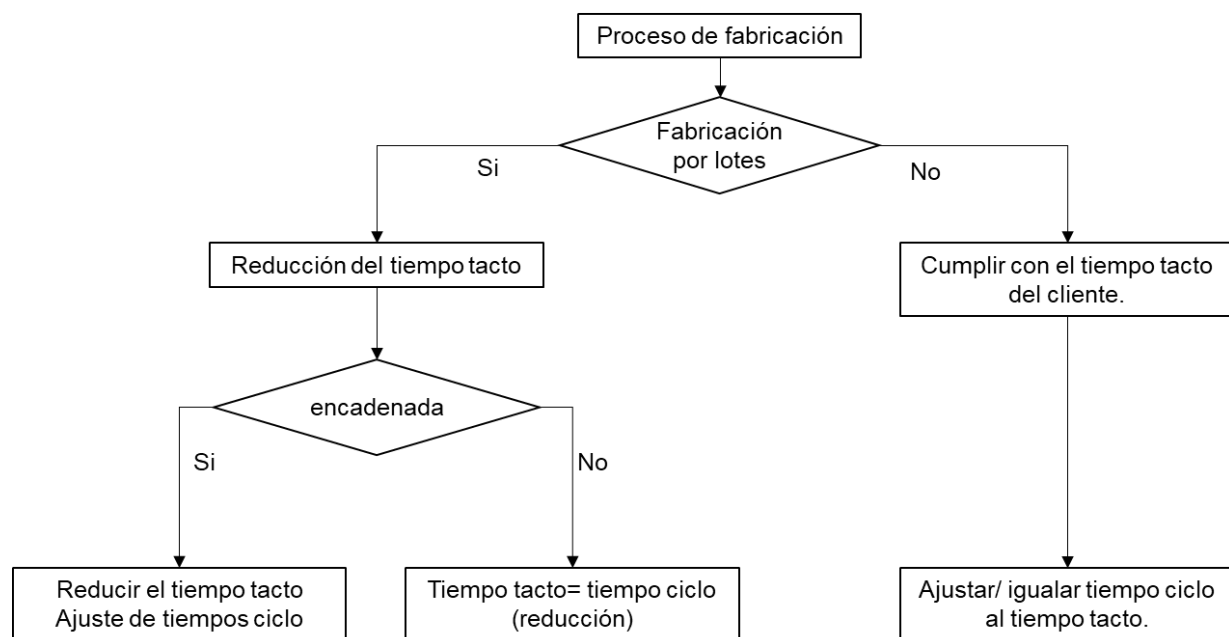 Proceso de fabricación
Fabricación
por lotes
Si
No
Reducción del tiempo tacto
Cumplir con el tiempo tacto
del cliente.
encadenada
Si
No
Reducir el tiempo tacto
Ajuste de tiempos ciclo
Tiempo tacto= tiempo ciclo
(reducción)
Ajustar/ igualar tiempo ciclo
al tiempo tacto.